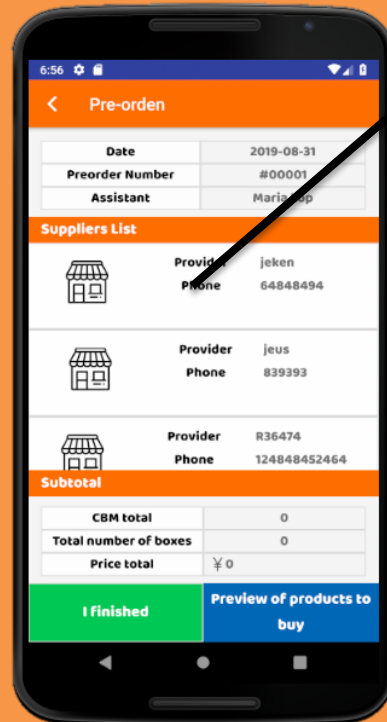 6:56
Pre-orden
Date 2019-08-31
Preorder Number #00001
Assistant Maria
Suppliers List
Provider jeken
Phone 64848494
Provider jeus
Phone 839393
Provider R36474
Phone 124848452464
Subtotal
CBM total 0
Total number of boxes 0
Price total ¥0
I finished
Preview of products to
buy